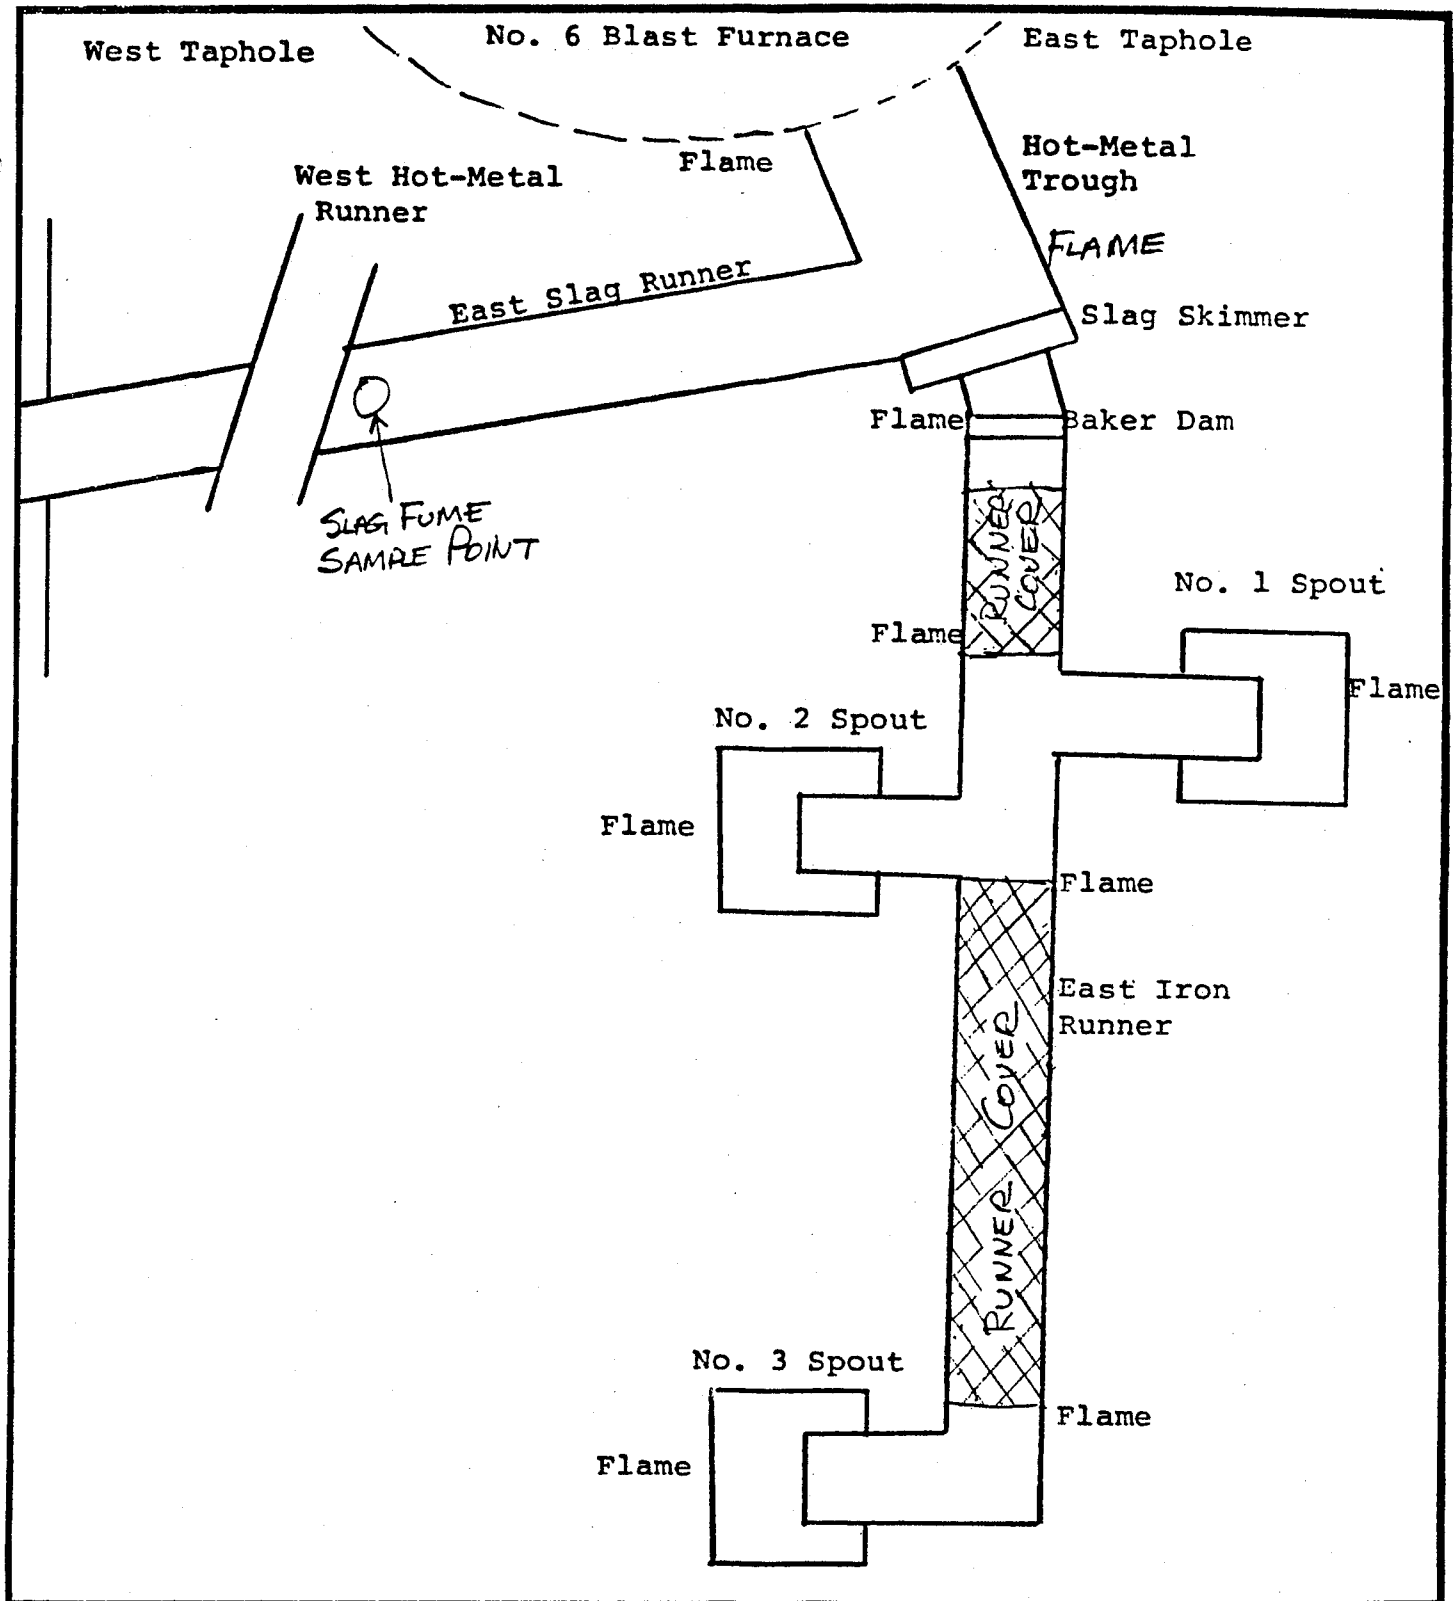 West Taphole
No. 6 Blast Furnace
East Taphole
Flame
Hot-Metal
Trough
West Hot-Metal
Runner
FLAME
East Slag Runner
Slag Skimmer
Flame
Baker Dam
SLAG FUME
SAMPLE POINT
RUNNER
COVER
No. 1 Spout
Flame
Flame
No. 2 Spout
Flame
Flame
East Iron
Runner
RUNNER COVER
No. 3 Spout
Flame
Flame